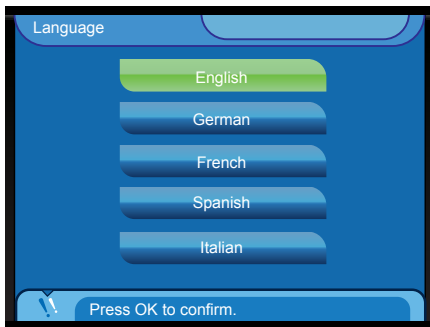 Language
English
German
French
Spanish
Italian
Press OK to confirm.